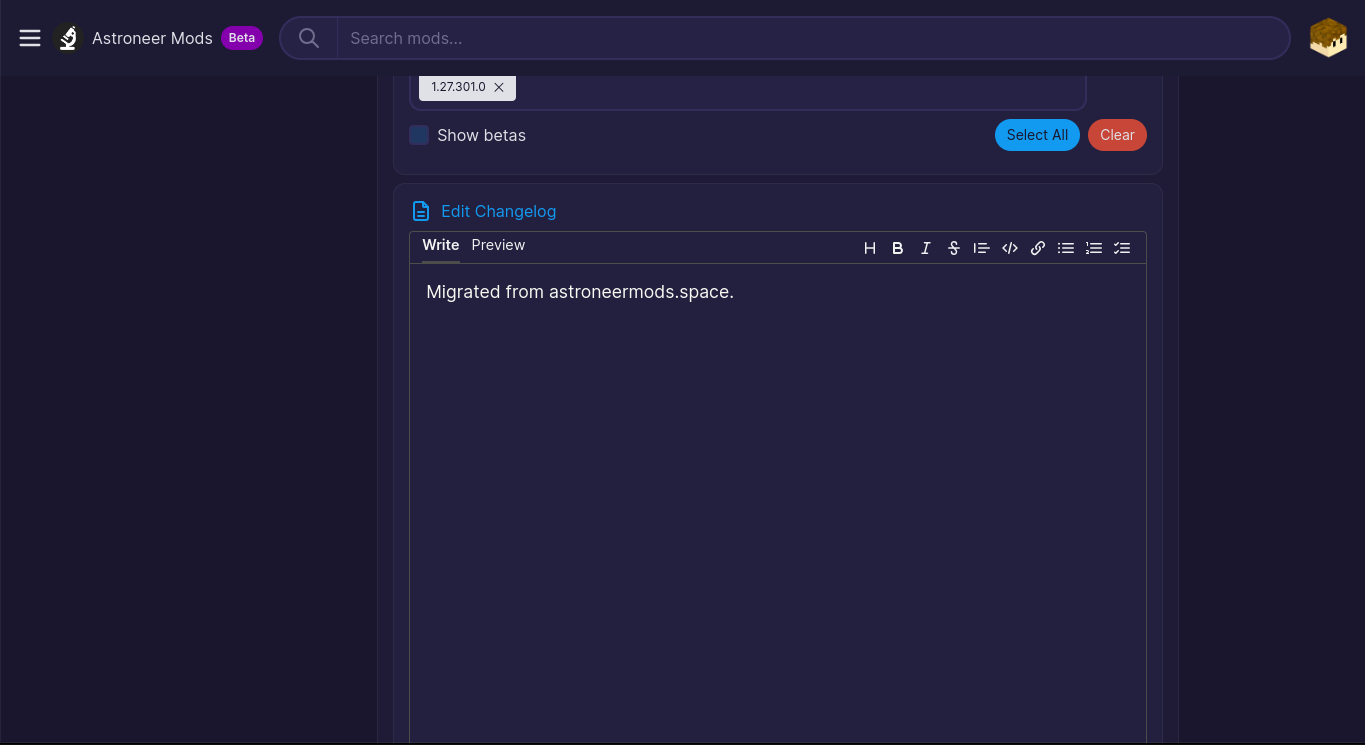 Astroneer Mods Beta Search mods...
1.27.301.0
Show betas Select All Clear
Edit Changelog
Write Preview
Migrated from astroneermods.space.